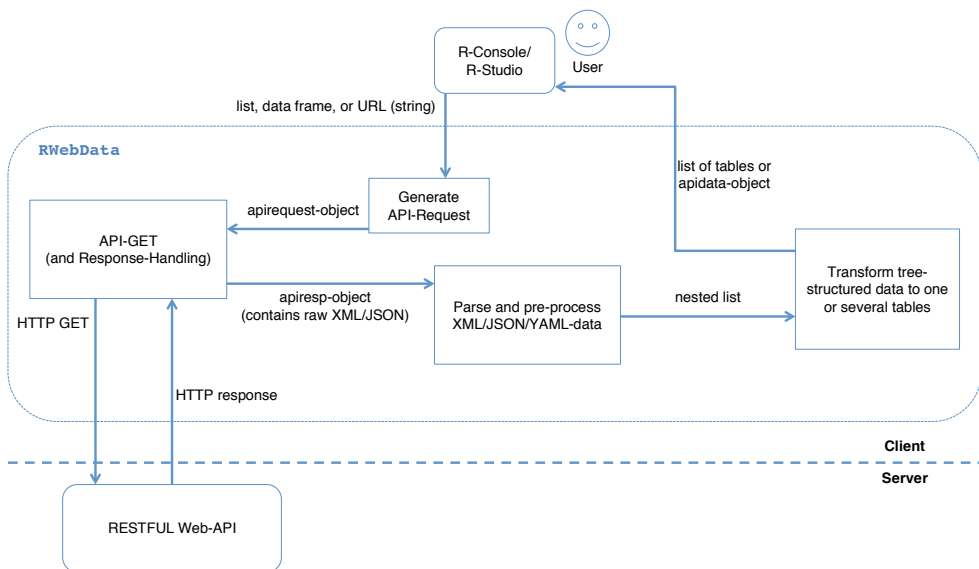 R-Console/
R-Studio
User
list, data frame, or URL (string)
RWebData
list of tables or
apidata-object
Generate
API-Request
apirequest-object
API-GET
(and Response-Handling)
apiresp-object
(contains raw XML/JSON)
Parse and pre-process
XML/JSON/YAML-data
nested list
Transform tree-
structured data to one
or several tables
HTTP GET
HTTP response
Client
Server
RESTFUL Web-API